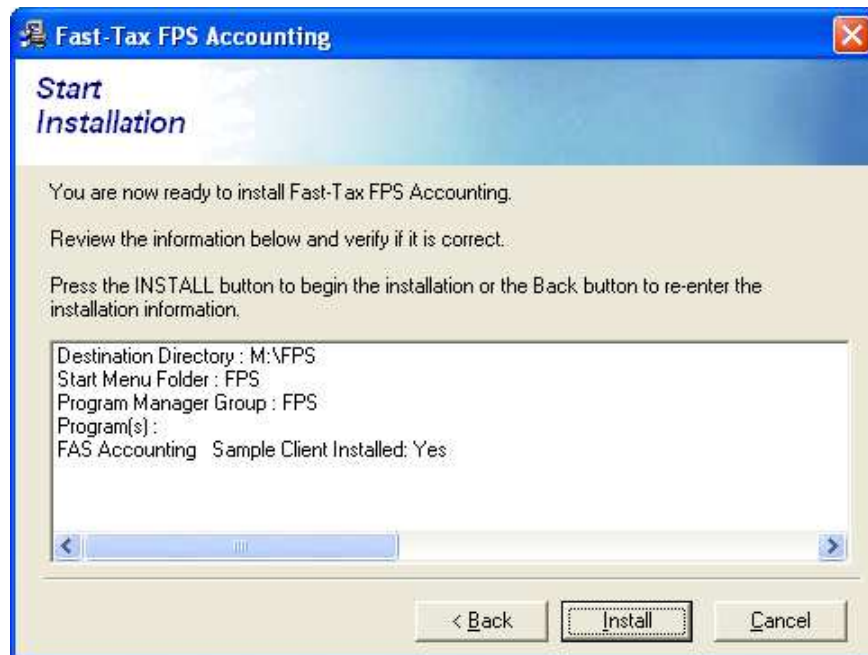 Fast-Tax FPS Accounting
Start
Installation
You are now ready to install Fast-Tax FPS Accounting.
Review the information below and verify if it is correct.
Press the INSTALL button to begin the installation or the Back button to re-enter the
installation information.
Destination Directory : M:\FPS
Start Menu Folder : FPS
Program Manager Group : FPS
Program(s) :
FAS Accounting   Sample Client Installed: Yes
< Back Install Cancel